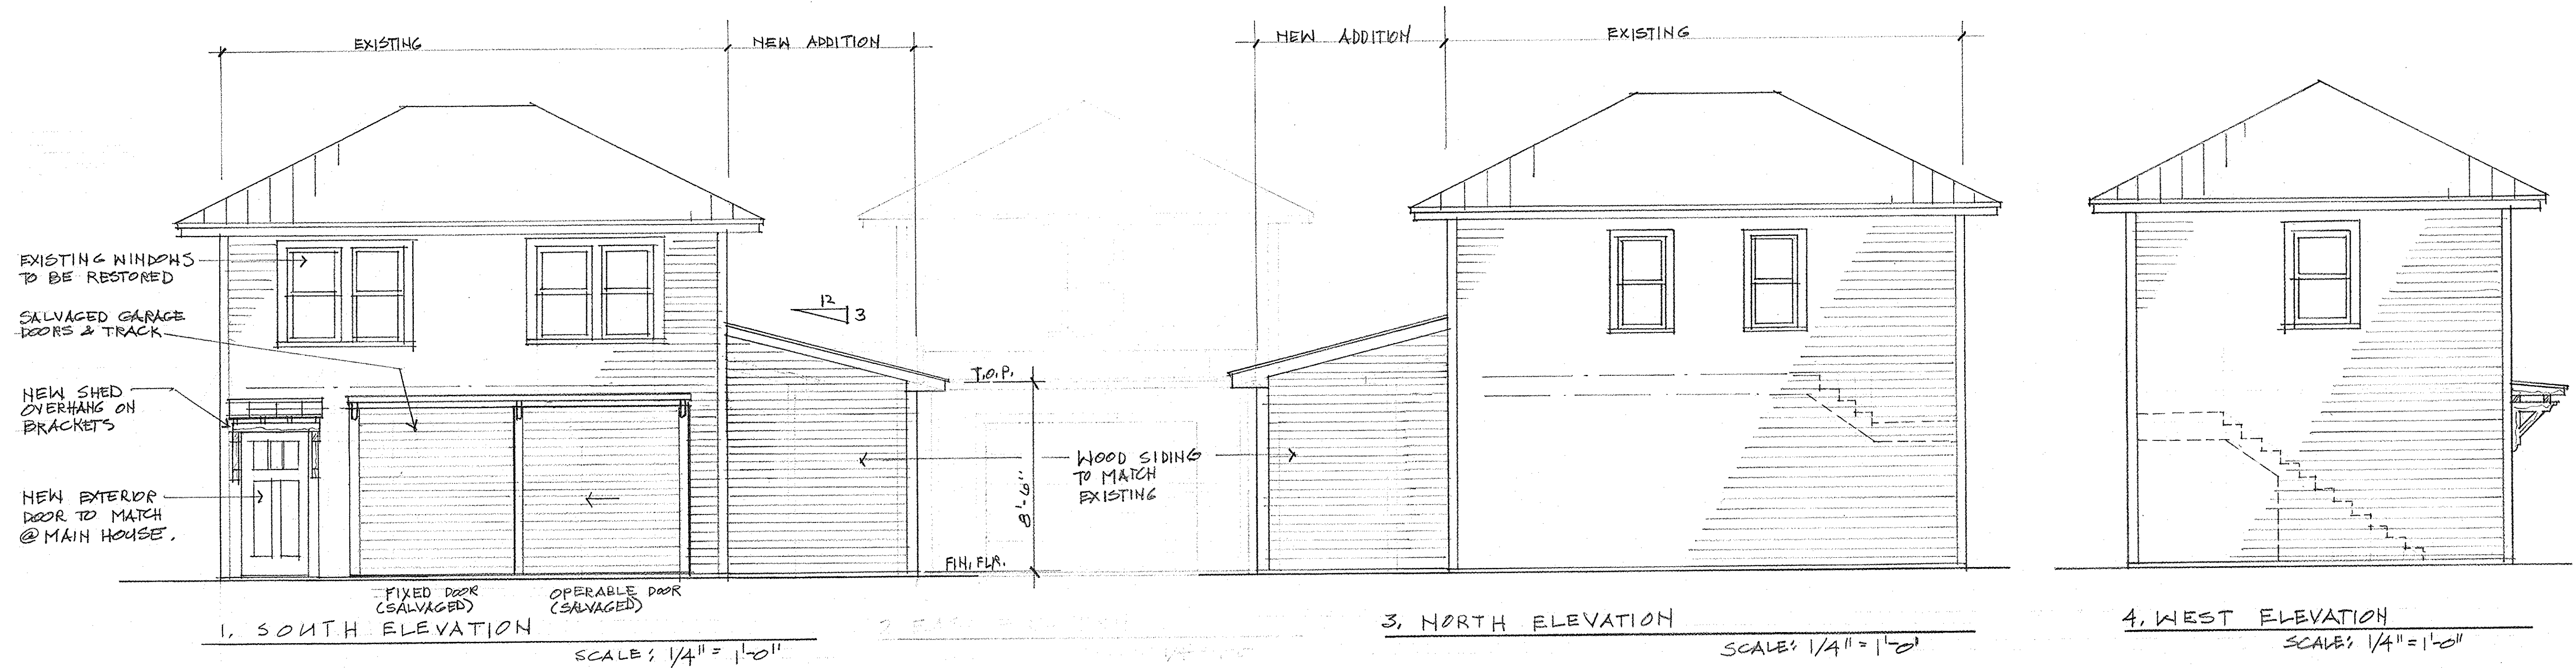 EXISTING
NEW ADDITION
EXISTING WINDOWS
TO BE RESTORED
SALVAGED GARAGE
DOORS & TRACK
NEW SHED
OVERHANG ON
BRACKETS
NEW EXTERIOR
DOOR TO MATCH
@ MAIN HOUSE.
12
3
T.O.P.
8'-6"
FIN. FLR.
FIXED DOOR
(SALVAGED)
OPERABLE DOOR
(SALVAGED)
1. SOUTH ELEVATION
SCALE: 1/4" = 1'-0"
WOOD SIDING
TO MATCH
EXISTING
NEW ADDITION
EXISTING
3. NORTH ELEVATION
SCALE: 1/4" = 1'-0"
4. WEST ELEVATION
SCALE: 1/4" = 1'-0"